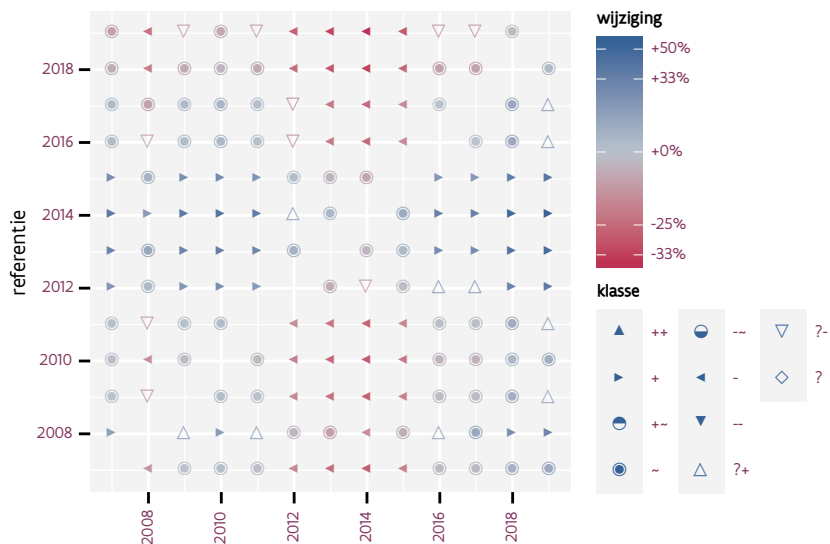 wijziging
+50%
+33%
+0%
-25%
-33%
klasse
++ -~ ?-
+ - ?
+~ --
~ ?+
referentie
2018
2016
2014
2012
2010
2008
2008 2010 2012 2014 2016 2018